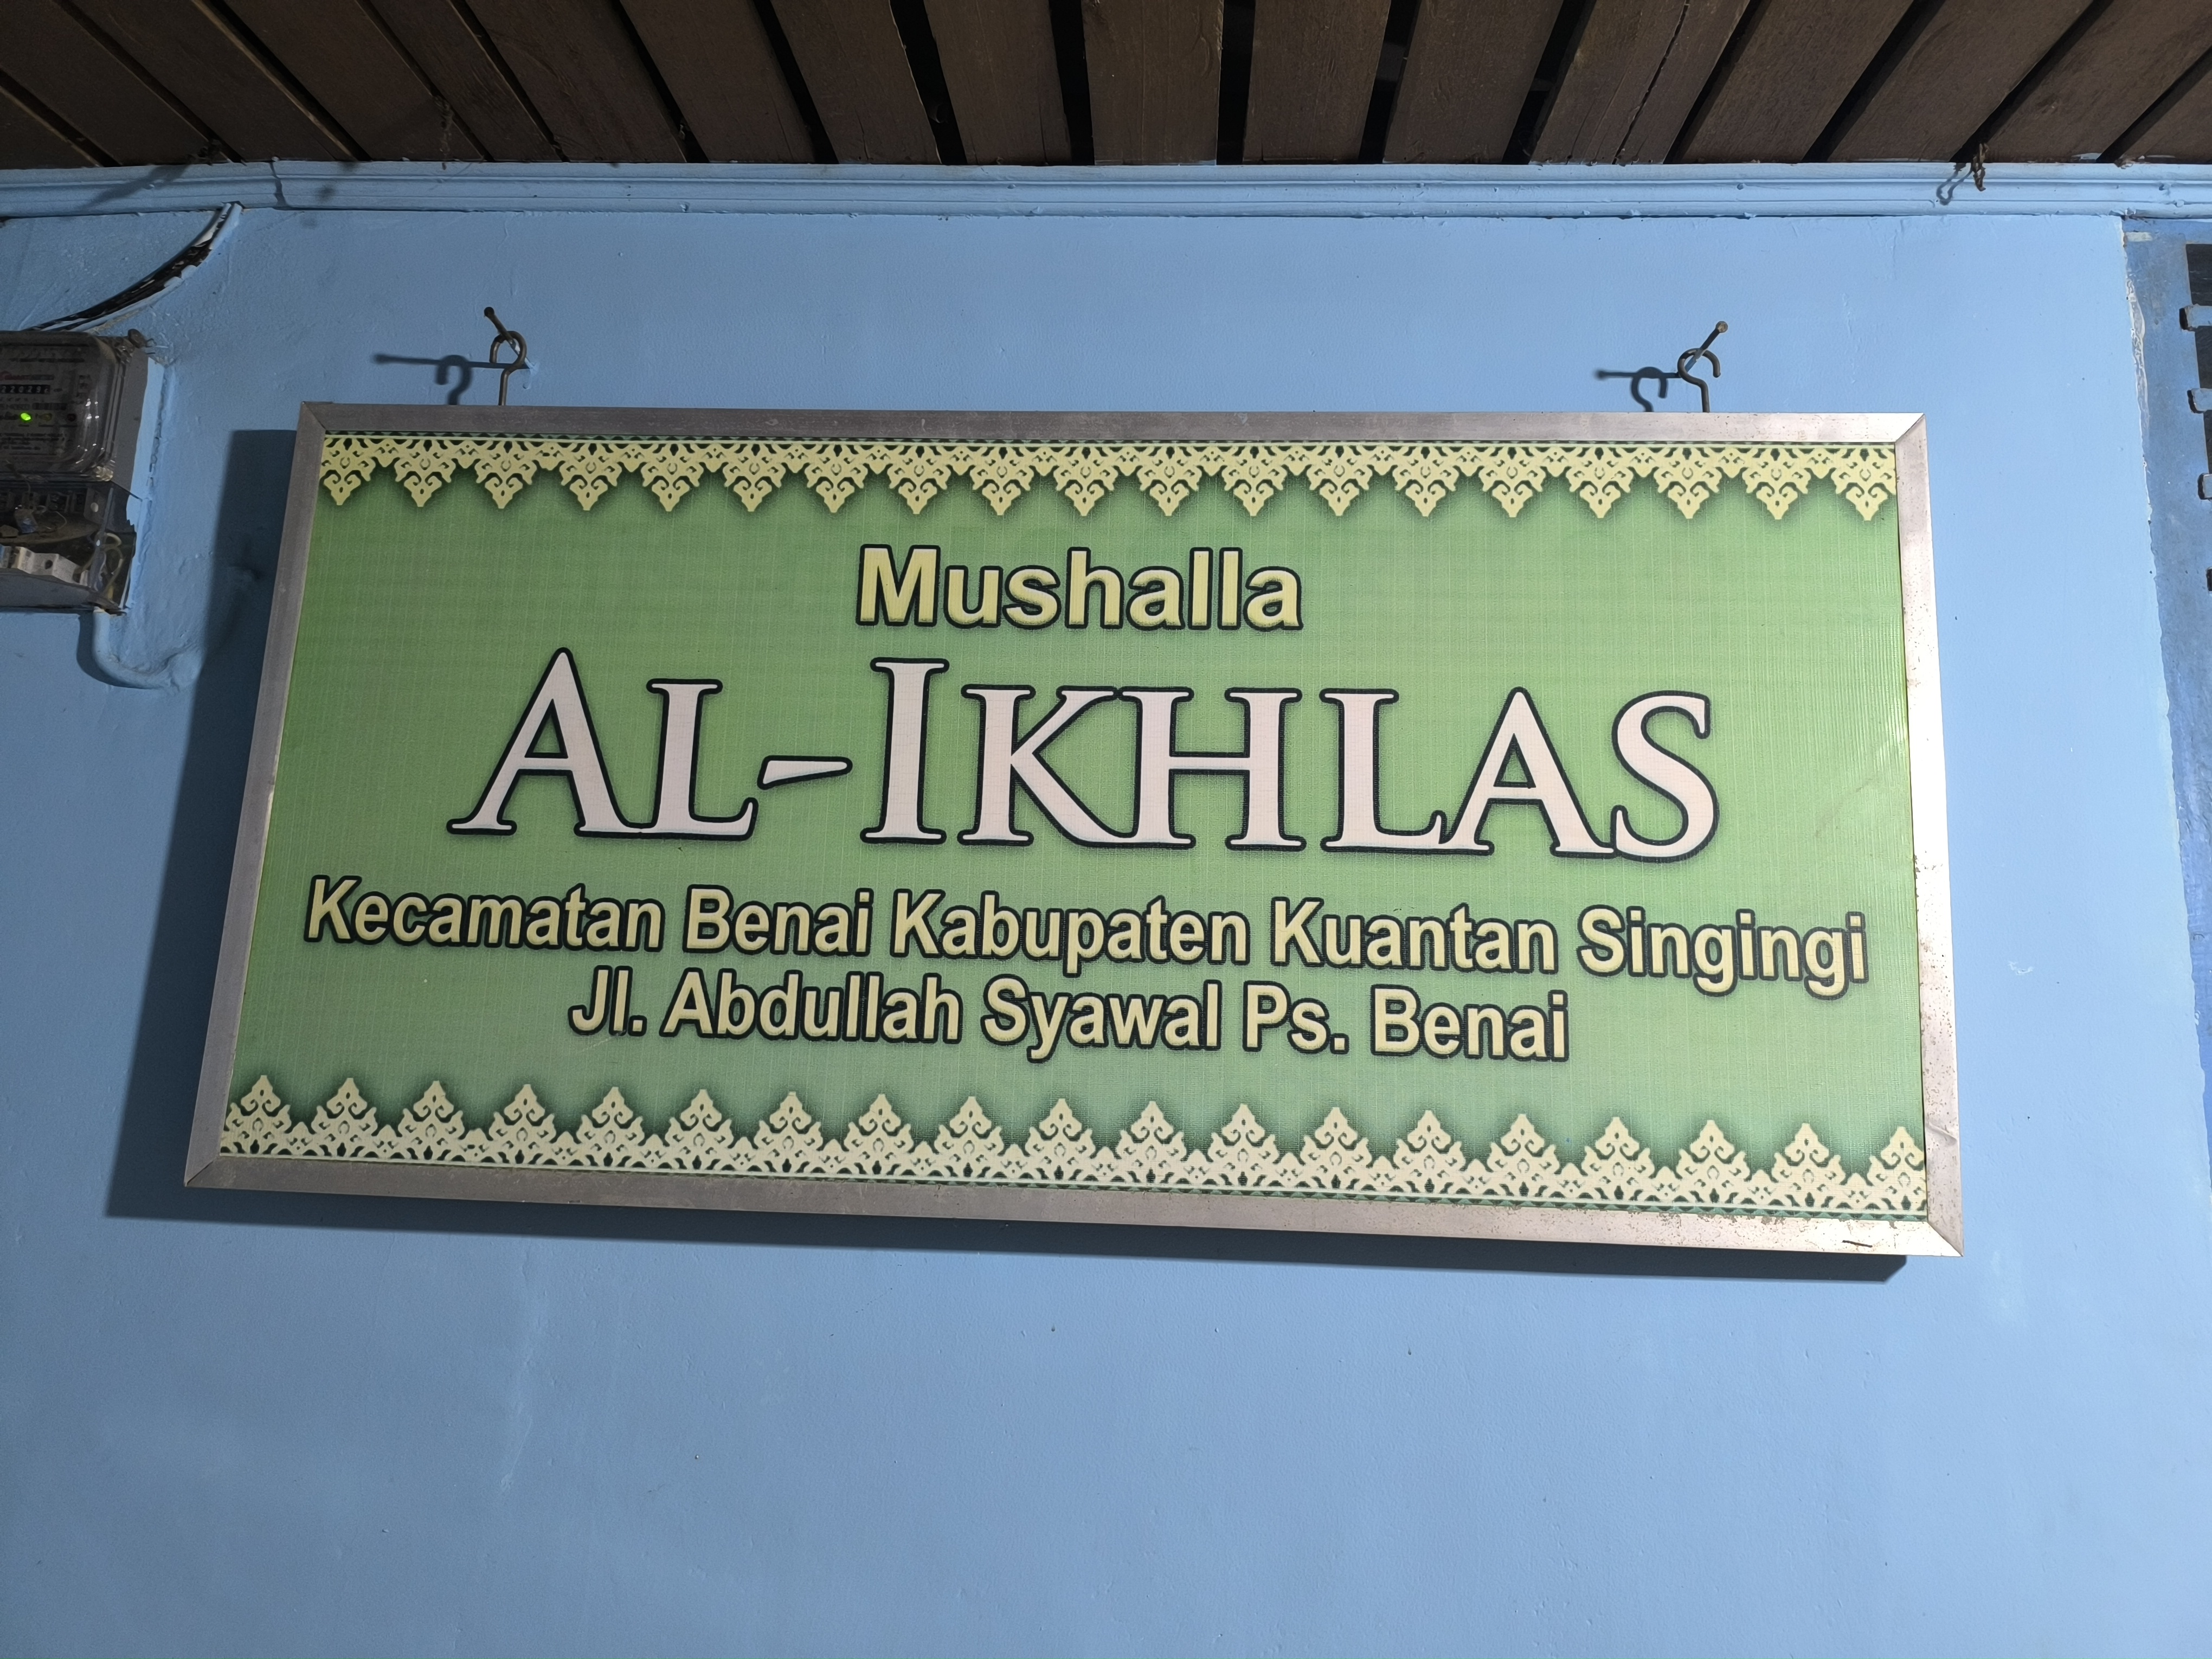 Mushalla
AL-IKHLAS
Kecamatan Benai Kabupaten Kuantan Singingi
Jl. Abdullah Syawal Ps. Benai